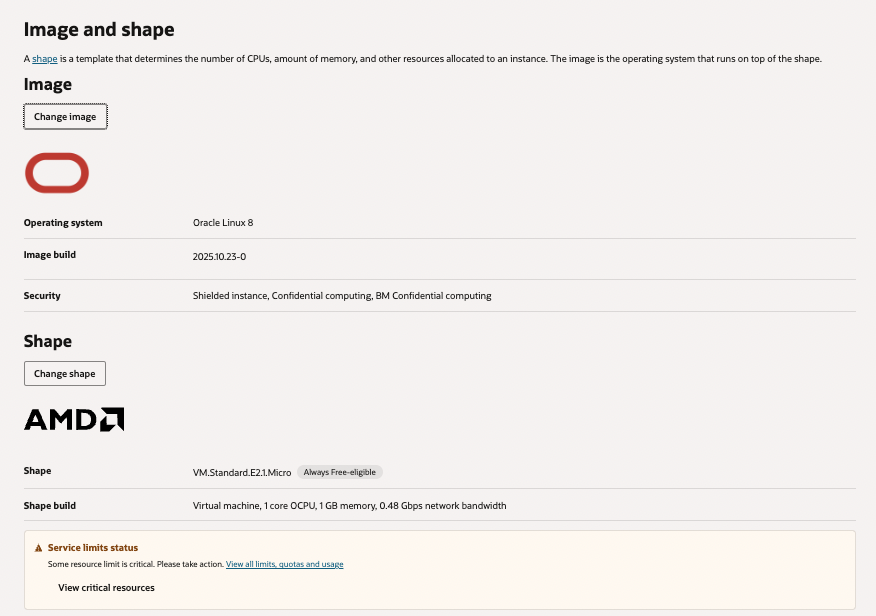 Image and shape
A shape is a template that determines the number of CPUs, amount of memory, and other resources allocated to an instance. The image is the operating system that runs on top of the shape.
Image
Change image
Operating system Oracle Linux 8
Image build 2025.10.23-0
Security Shielded instance, Confidential computing, BM Confidential computing
Shape
Change shape
AMD
Shape VM.Standard.E2.1.Micro Always Free-eligible
Shape build Virtual machine, 1 core OCPU, 1 GB memory, 0.48 Gbps network bandwidth
Service limits status
Some resource limit is critical. Please take action. View all limits, quotas and usage
View critical resources